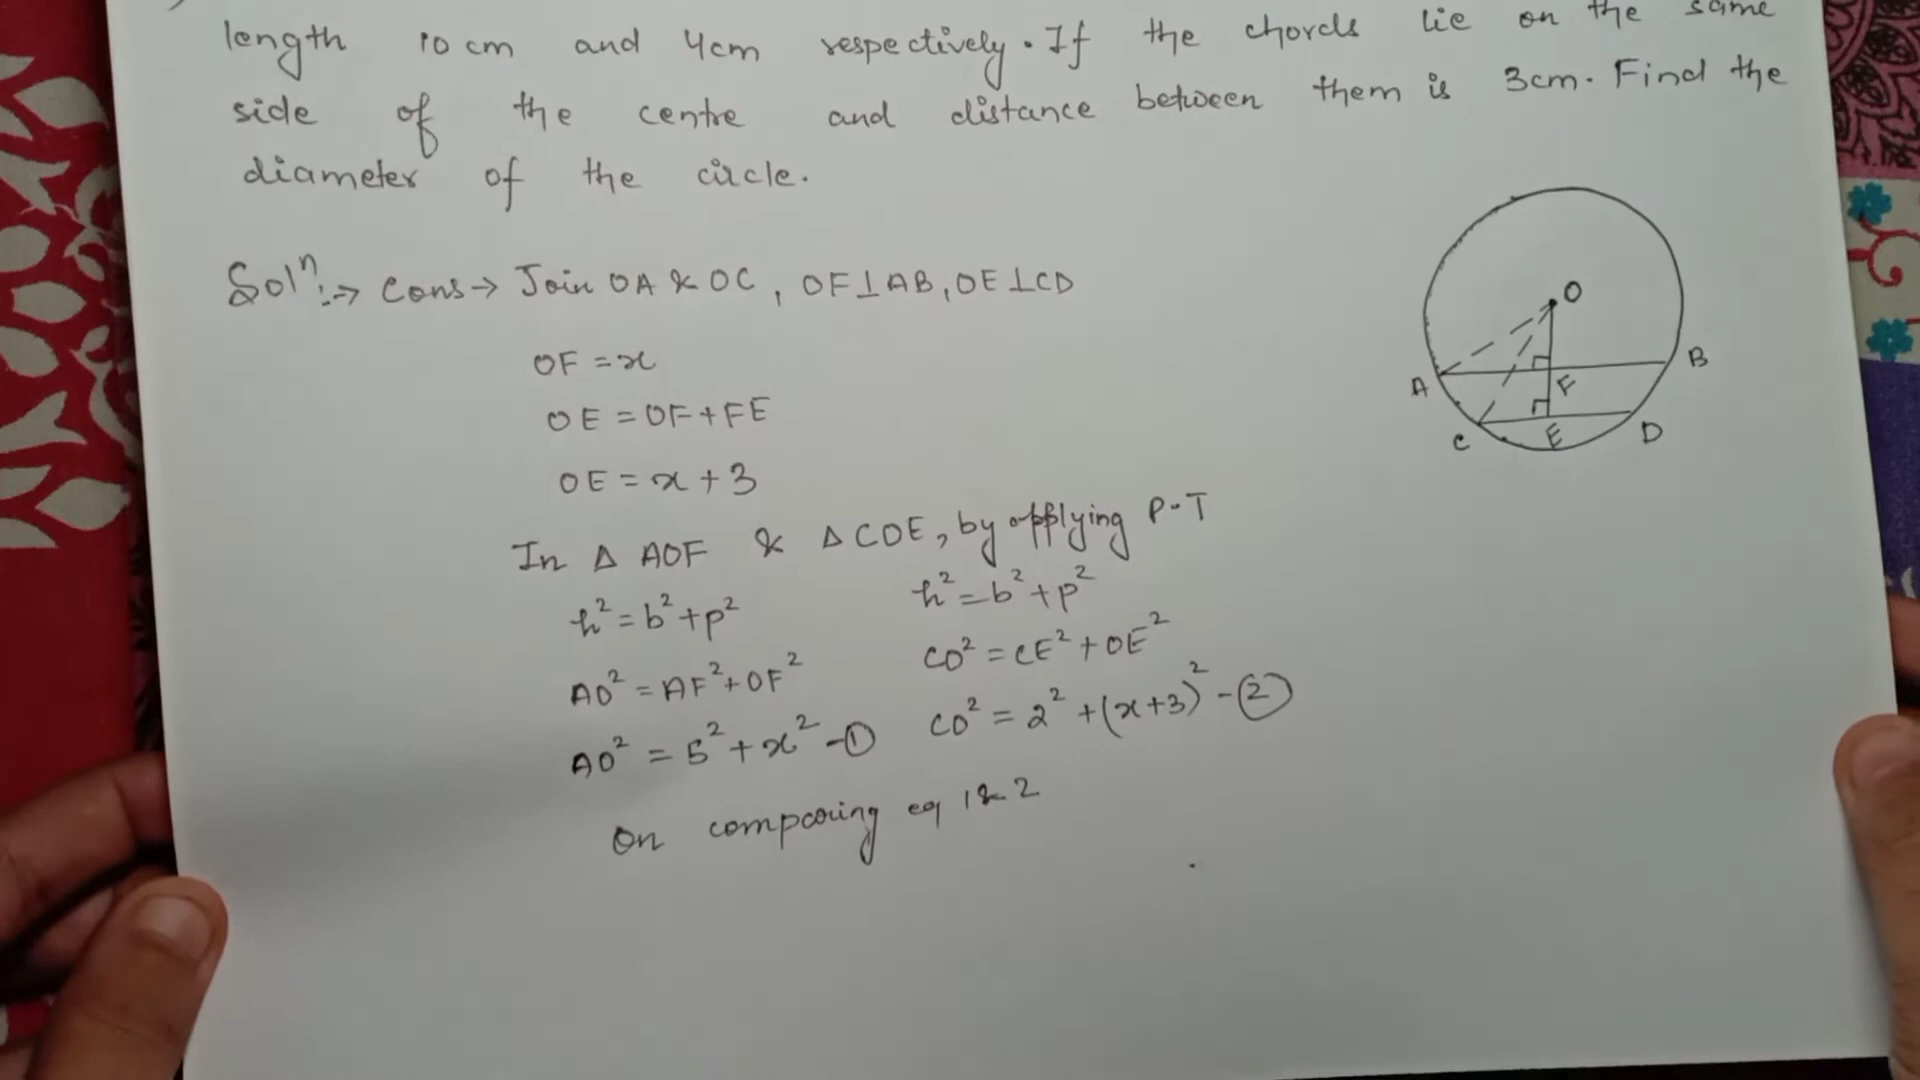 length 10 cm and 4cm respectively. If the chords lie on the same
side of the centre and distance between them is 3cm. Find the
diameter of the circle.
Solⁿ:→ Cons→ Join OA & OC, OF⊥AB, OE⊥CD
OF = x
OE = OF + FE
OE = x + 3
In Δ AOF & Δ COE, by applying P.T
h² = b² + p² h² = b² + p²
AO² = AF² + OF² CO² = CE² + OE²
AO² = 5² + x² - ① CO² = 2² + (x+3)² - ②
On comparing eq 1 & 2
O
A
B
F
C
E
D